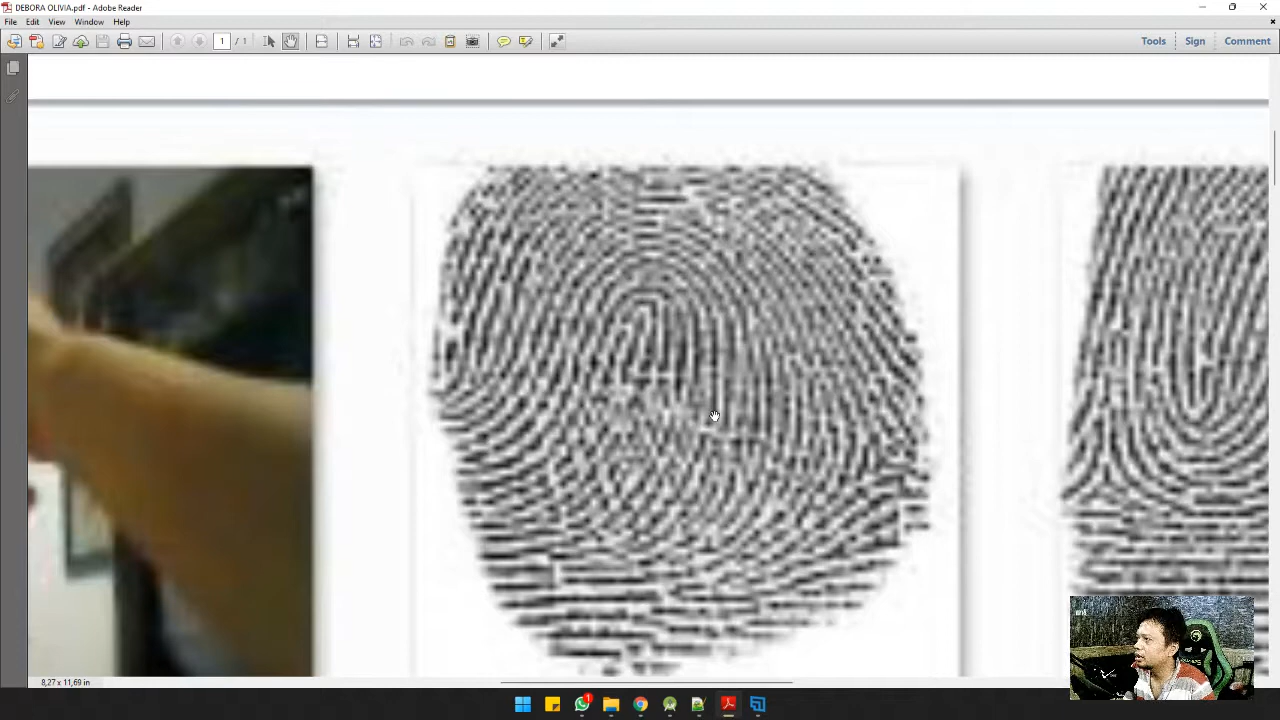 DEBORA OLIVIA.pdf - Adobe Reader
File Edit View Window Help
1 / 1
Tools Sign Comment
8,27 x 11,69 in
1